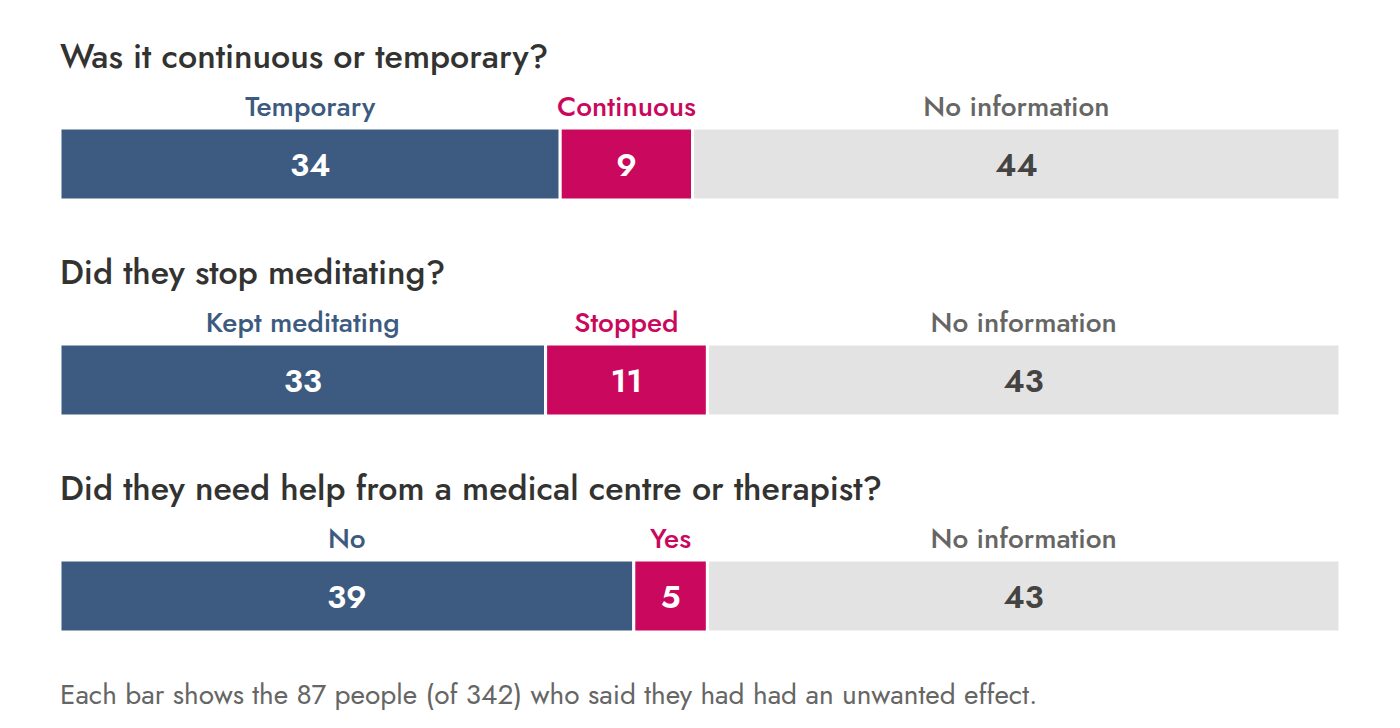 Was it continuous or temporary?
Temporary Continuous No information
34 9 44
Did they stop meditating?
Kept meditating Stopped No information
33 11 43
Did they need help from a medical centre or therapist?
No Yes No information
39 5 43
Each bar shows the 87 people (of 342) who said they had had an unwanted effect.